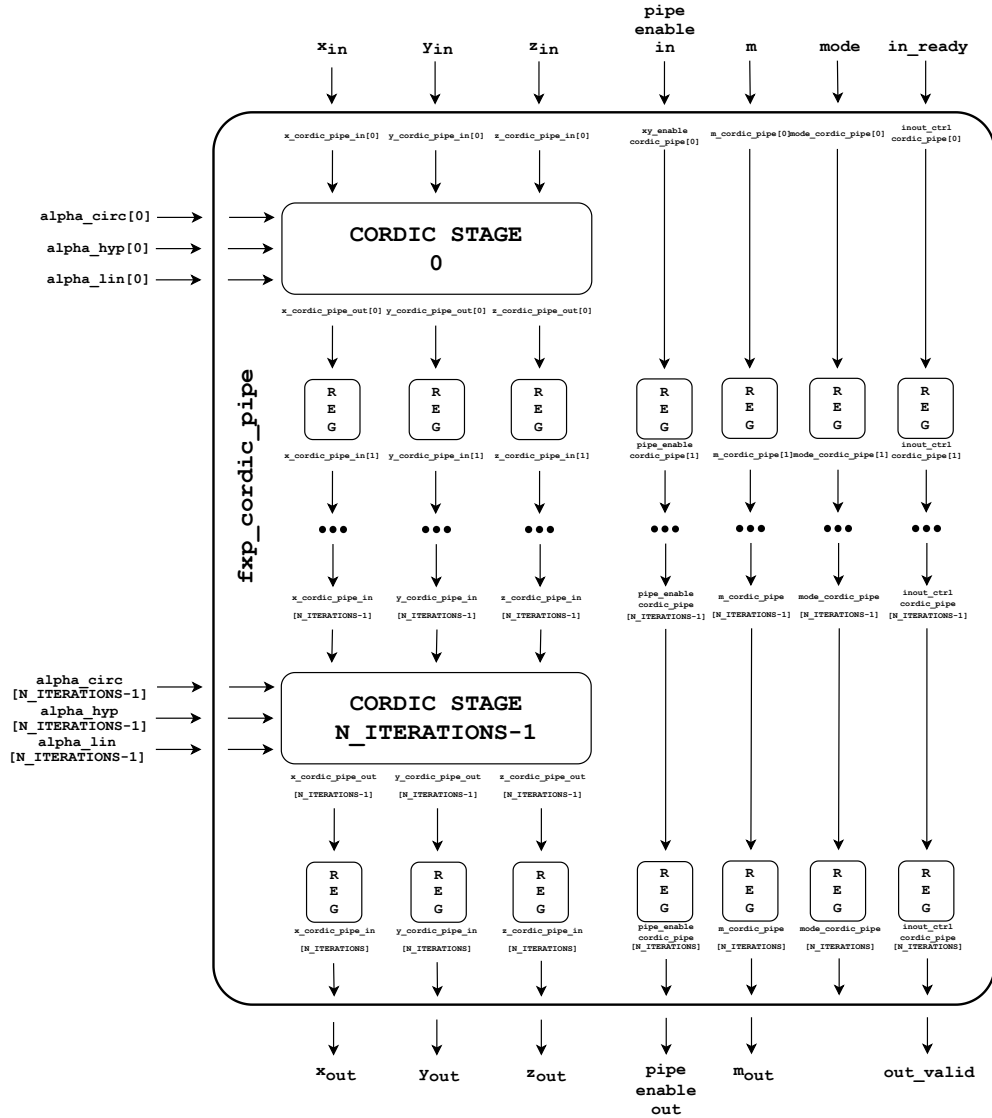 pipe
enable
in
x_in y_in z_in m mode in_ready
x_cordic_pipe_in[0] y_cordic_pipe_in[0] z_cordic_pipe_in[0] xy_enable cordic_pipe[0] m_cordic_pipe[0] mode_cordic_pipe[0] inout_ctrl cordic_pipe[0]
alpha_circ[0]
alpha_hyp[0]
alpha_lin[0]
CORDIC STAGE
0
x_cordic_pipe_out[0] y_cordic_pipe_out[0] z_cordic_pipe_out[0]
fxp_cordic_pipe
R R R R R R R
E E E E E E E
G G G G G G G
x_cordic_pipe_in[1] y_cordic_pipe_in[1] z_cordic_pipe_in[1] pipe_enable cordic_pipe[1] m_cordic_pipe[1] mode_cordic_pipe[1] inout_ctrl cordic_pipe[1]
x_cordic_pipe_in y_cordic_pipe_in z_cordic_pipe_in pipe_enable cordic_pipe m_cordic_pipe mode_cordic_pipe inout_ctrl cordic_pipe
[N_ITERATIONS-1] [N_ITERATIONS-1] [N_ITERATIONS-1] [N_ITERATIONS-1] [N_ITERATIONS-1] [N_ITERATIONS-1] [N_ITERATIONS-1]
alpha_circ
[N_ITERATIONS-1]
alpha_hyp
[N_ITERATIONS-1]
alpha_lin
[N_ITERATIONS-1]
CORDIC STAGE
N_ITERATIONS-1
x_cordic_pipe_out y_cordic_pipe_out z_cordic_pipe_out
[N_ITERATIONS-1] [N_ITERATIONS-1] [N_ITERATIONS-1]
R R R R R R R
E E E E E E E
G G G G G G G
x_cordic_pipe_in y_cordic_pipe_in z_cordic_pipe_in pipe_enable cordic_pipe m_cordic_pipe mode_cordic_pipe inout_ctrl cordic_pipe
[N_ITERATIONS] [N_ITERATIONS] [N_ITERATIONS] [N_ITERATIONS] [N_ITERATIONS] [N_ITERATIONS] [N_ITERATIONS]
x_out y_out z_out pipe m_out out_valid
enable
out